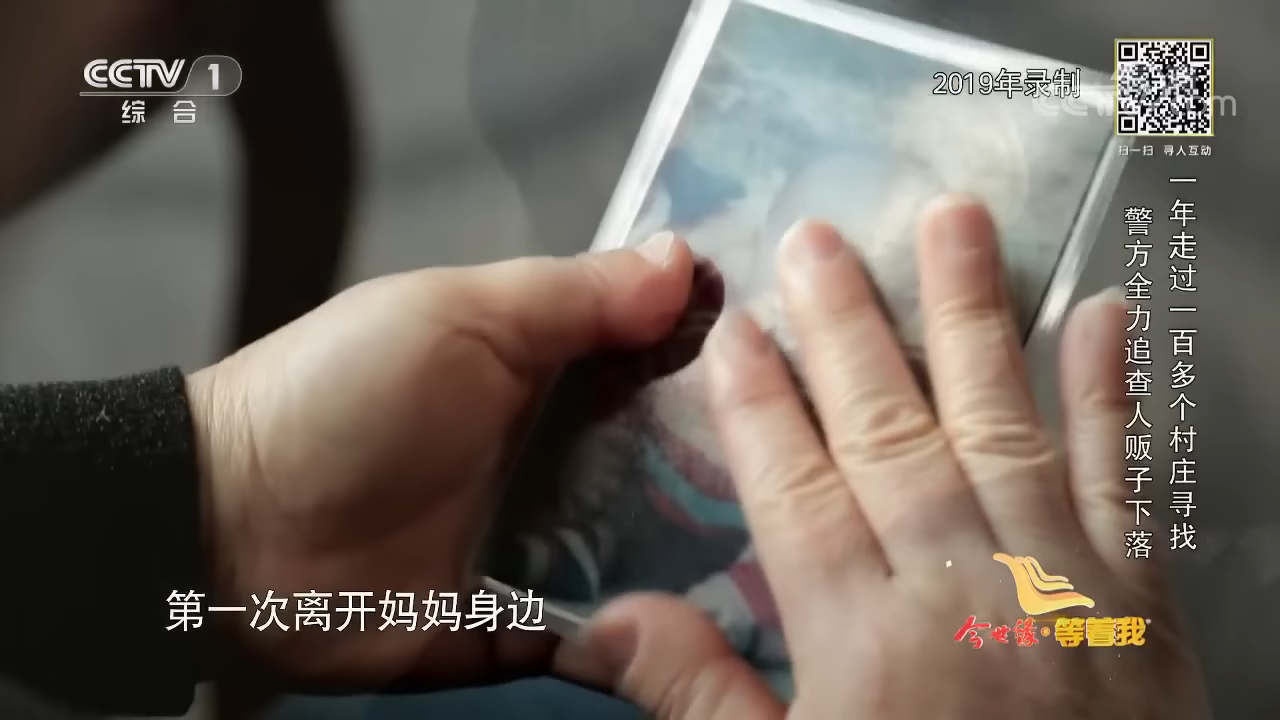 CCTV 1
综合
2019年录制
扫一扫 寻人互动
一年走过一百多个村庄寻找
警方全力追查人贩子下落
第一次离开妈妈身边
今世缘·等着我